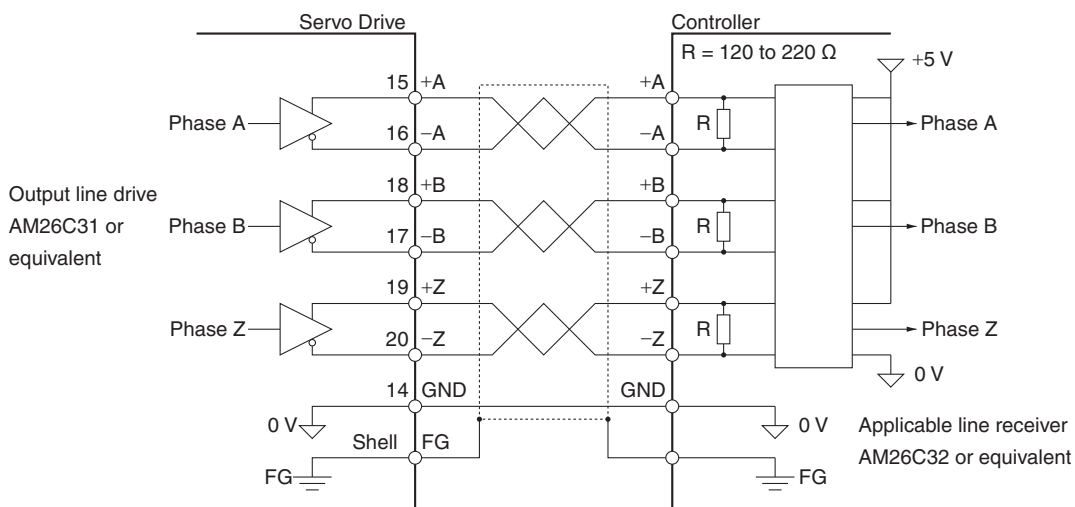 Servo Drive
Controller
R = 120 to 220 Ω
+5 V
15 +A
+A
Phase A
R
Phase A
16 −A
−A
Output line drive
AM26C31 or
equivalent
18 +B
+B
Phase B
R
Phase B
17 −B
−B
19 +Z
+Z
Phase Z
R
Phase Z
20 −Z
−Z
0 V
14 GND
GND
0 V
0 V
Applicable line receiver
AM26C32 or equivalent
Shell FG
FG
FG